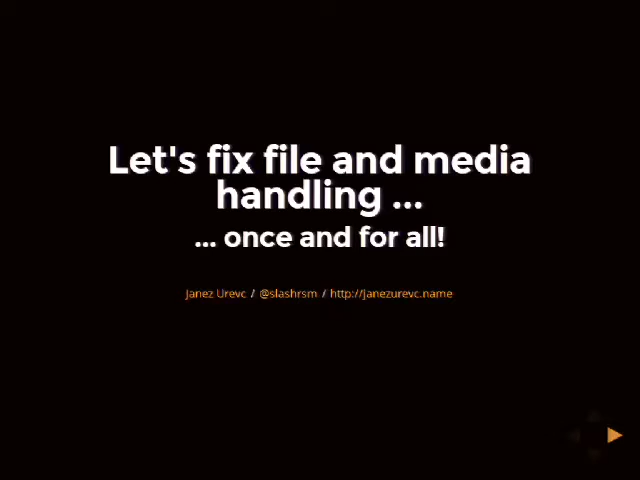 Let's fix file and media
handling ...
... once and for all!
Janez Urevc / @slashrsm / http://janezurevc.name